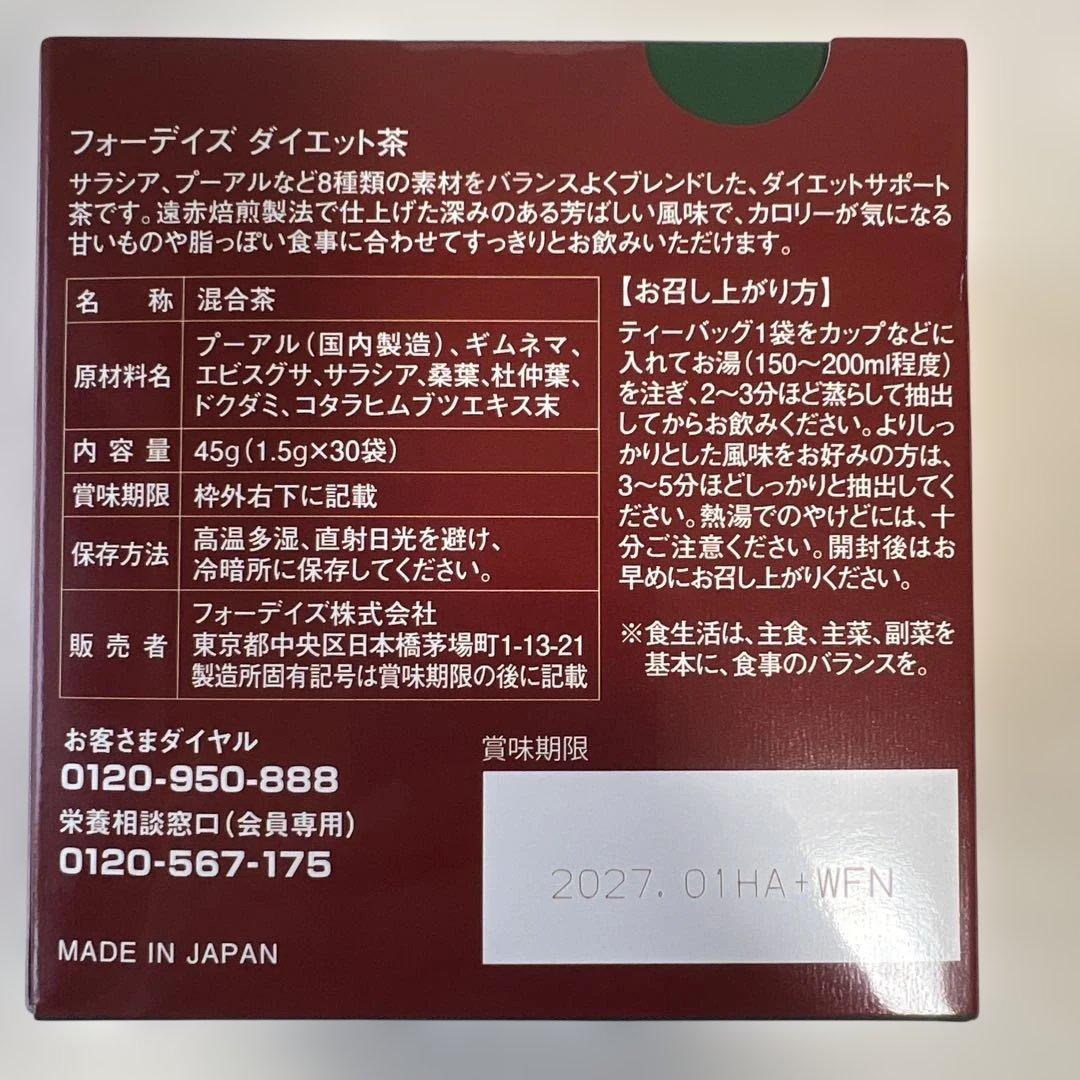 フォーデイズ ダイエット茶
サラシア、プーアルなど8種類の素材をバランスよくブレンドした、ダイエットサポート
茶です。遠赤焙煎製法で仕上げた深みのある芳ばしい風味で、カロリーが気になる
甘いものや脂っぽい食事に合わせてすっきりとお飲みいただけます。
名 称 混合茶
原材料名 プーアル(国内製造)、ギムネマ、
エビスグサ、サラシア、桑葉、杜仲葉、
ドクダミ、コタラヒムブツエキス末
内容量 45g(1.5g×30袋)
賞味期限 枠外右下に記載
保存方法 高温多湿、直射日光を避け、
冷暗所に保存してください。
販売者 フォーデイズ株式会社
東京都中央区日本橋茅場町1-13-21
製造所固有記号は賞味期限の後に記載
【お召し上がり方】
ティーバッグ1袋をカップなどに
入れてお湯(150〜200ml程度)
を注ぎ、2〜3分ほど蒸らして抽出
してからお飲みください。よりしっ
かりとした風味をお好みの方は、
3〜5分ほどしっかりと抽出してく
ださい。熱湯でのやけどには、十
分ご注意ください。開封後はお
早めにお召し上がりください。
※食生活は、主食、主菜、副菜を
基本に、食事のバランスを。
お客さまダイヤル
0120-950-888
栄養相談窓口(会員専用)
0120-567-175
MADE IN JAPAN
賞味期限
2027.01HA+WFN